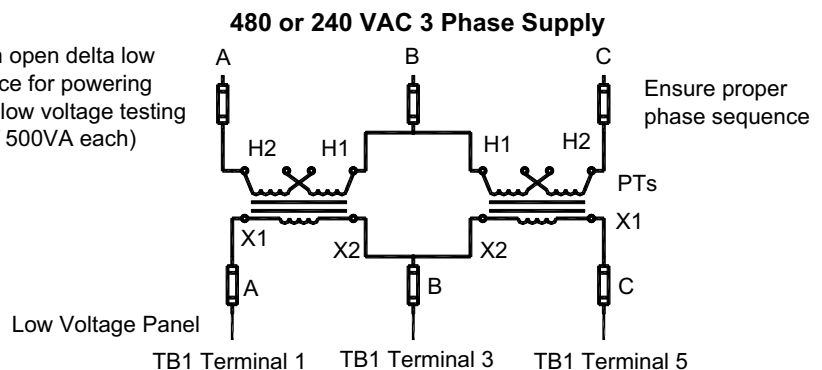 480 or 240 VAC 3 Phase Supply
open delta low
for powering
low voltage testing
500VA each)
A
B
C
Ensure proper
phase sequence
H2
H1
H1
H2
PTs
X1
X2
X2
X1
A
B
C
Low Voltage Panel
TB1 Terminal 1
TB1 Terminal 3
TB1 Terminal 5